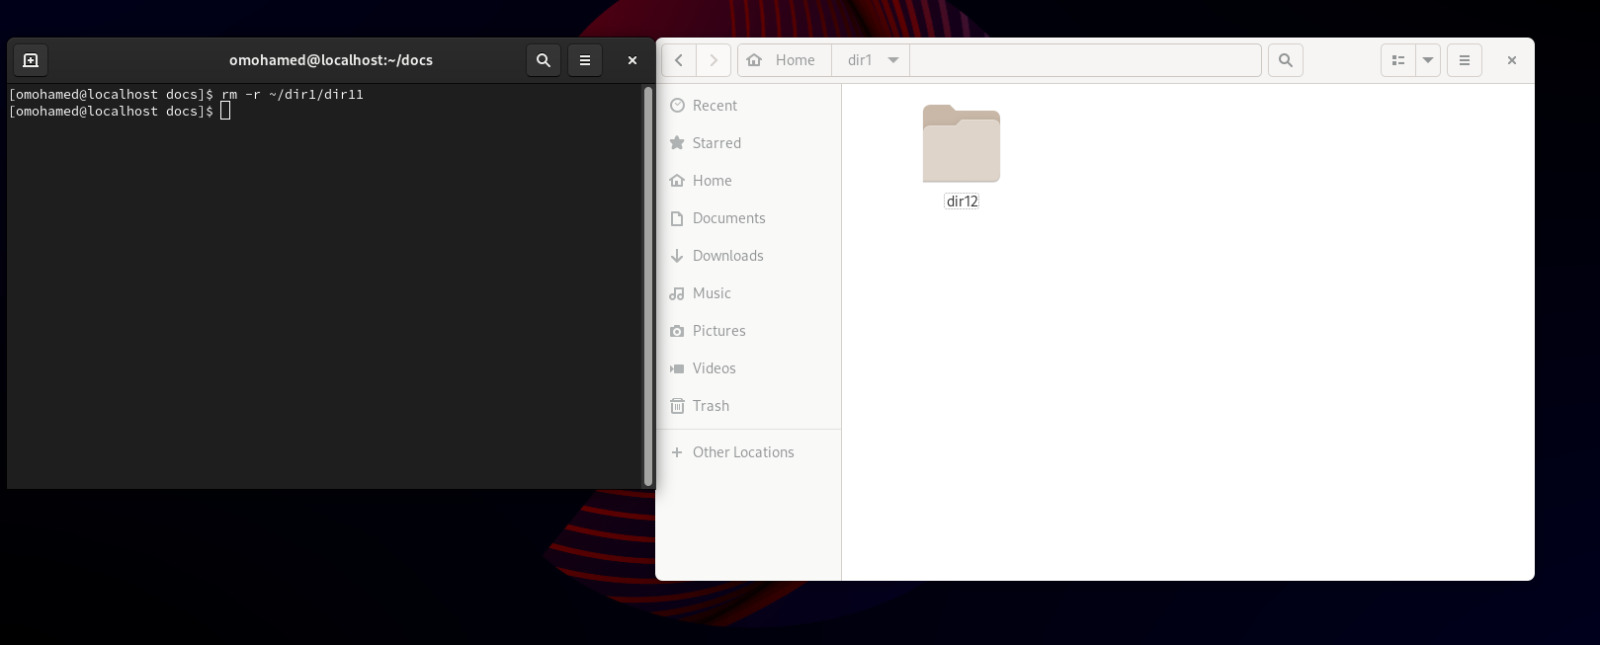 omohamed@localhost:~/docs
[omohamed@localhost docs]$ rm -r ~/dir1/dir11
[omohamed@localhost docs]$
Home
dir1
Recent
Starred
Home
Documents
Downloads
Music
Pictures
Videos
Trash
Other Locations
dir12